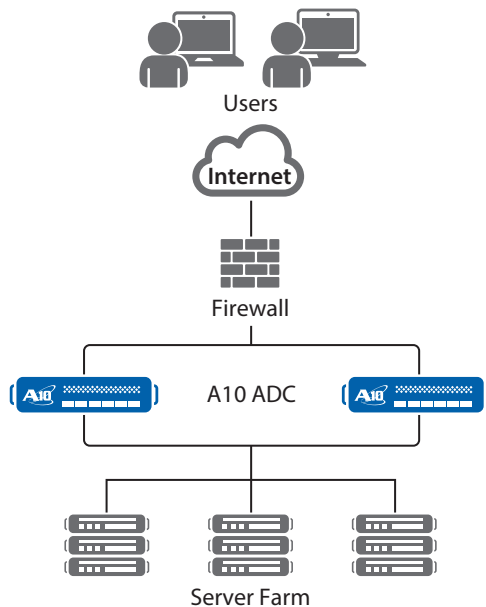 Users
Internet
Firewall
A10
A10 ADC
A10
Server Farm